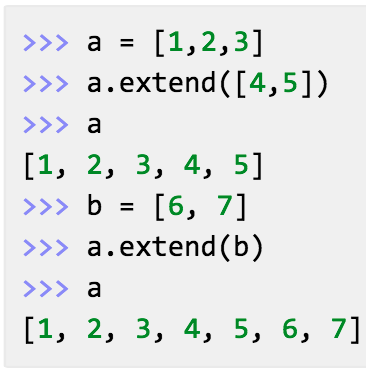 >>> a = [1,2,3]
>>> a.extend([4,5])
>>> a
[1, 2, 3, 4, 5]
>>> b = [6, 7]
>>> a.extend(b)
>>> a
[1, 2, 3, 4, 5, 6, 7]